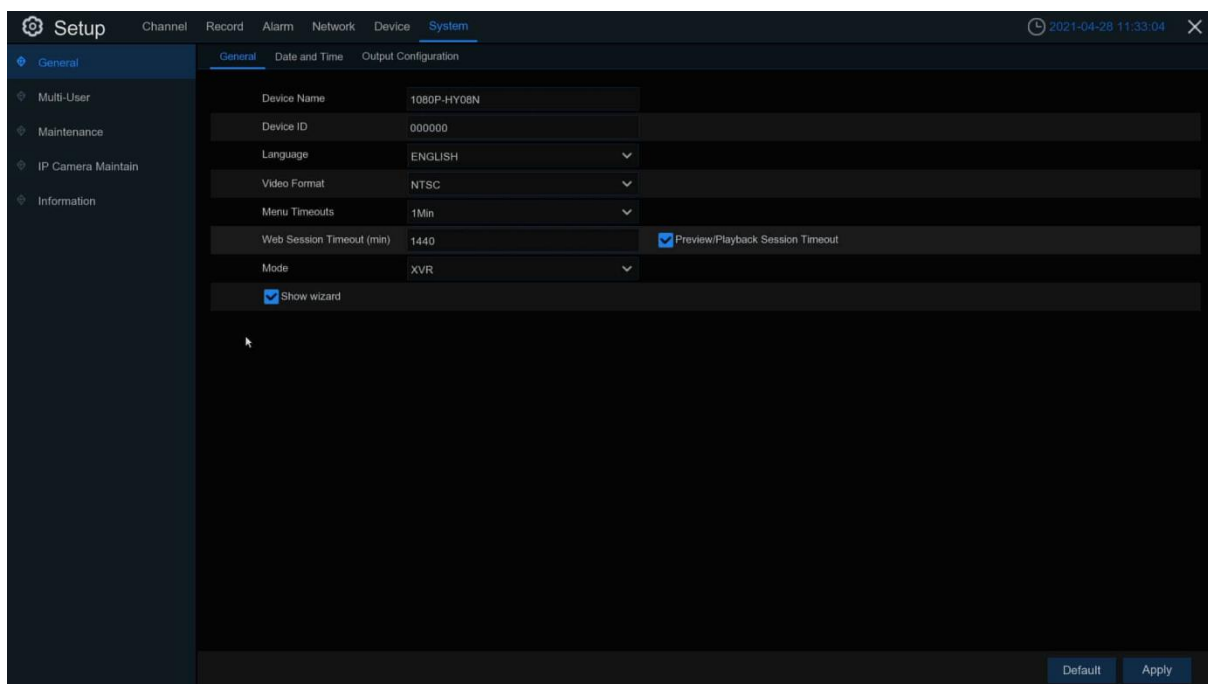 Setup Channel Record Alarm Network Device System 2021-04-28 11:33:04
General
Multi-User
Maintenance
IP Camera Maintain
Information
General Date and Time Output Configuration
Device Name 1080P-HY08N
Device ID 000000
Language ENGLISH
Video Format NTSC
Menu Timeouts 1Min
Web Session Timeout (min) 1440 Preview/Playback Session Timeout
Mode XVR
Show wizard
Default Apply